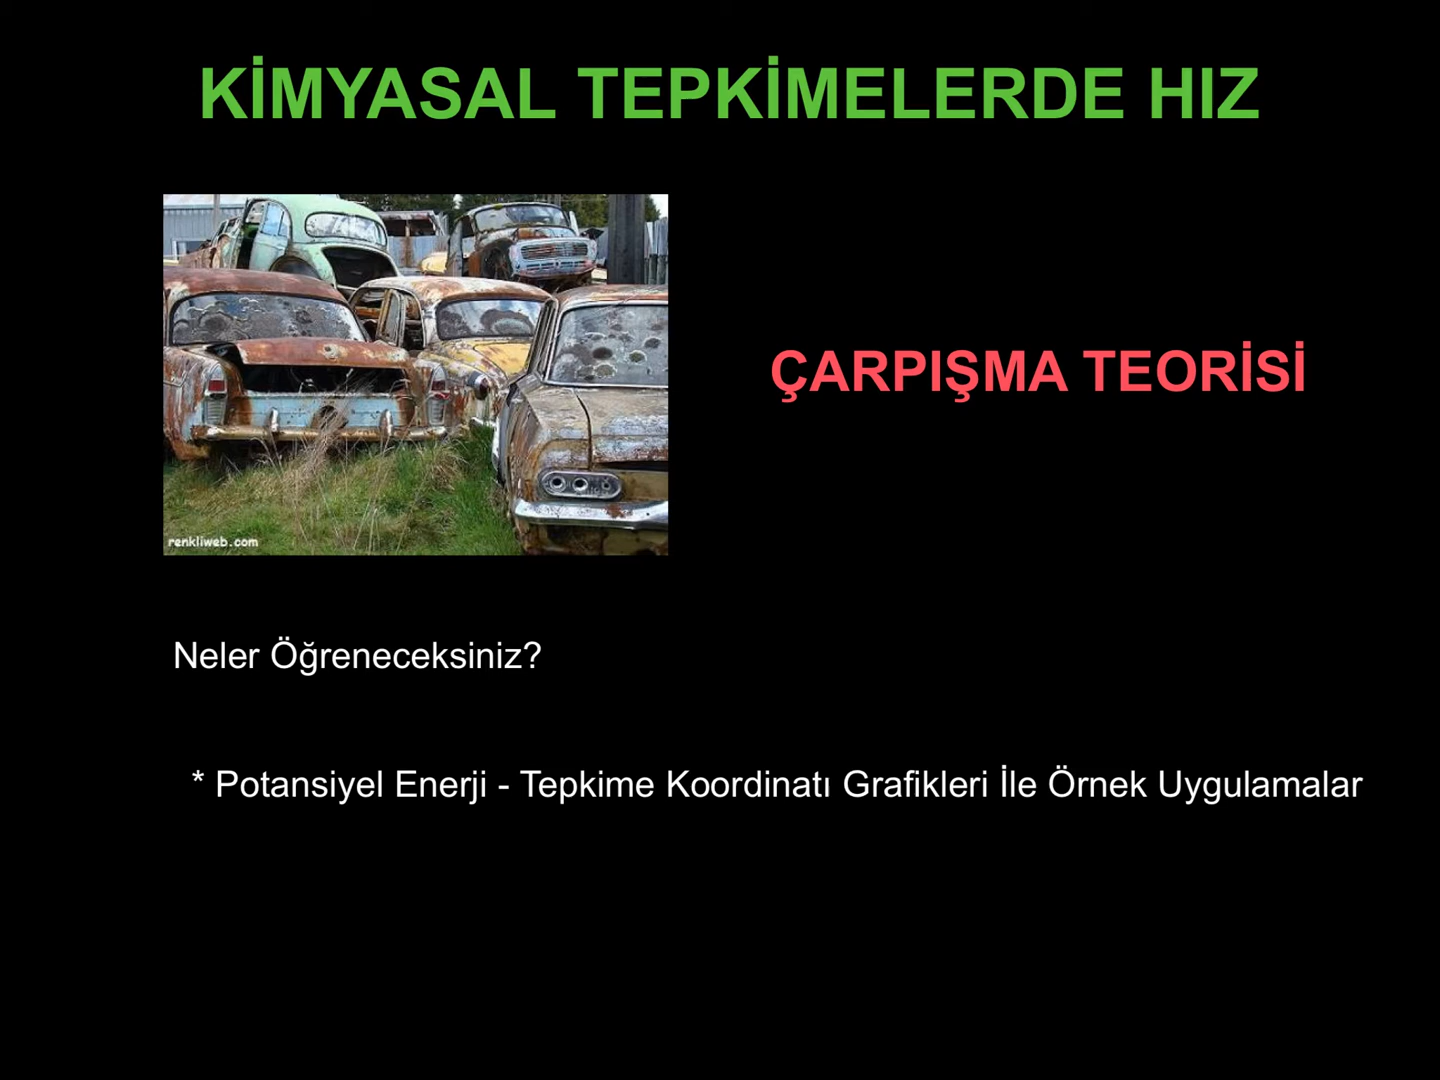 KİMYASAL TEPKİMELERDE HIZ
ÇARPIŞMA TEORİSİ
renkliweb.com
Neler Öğreneceksiniz?
* Potansiyel Enerji - Tepkime Koordinatı Grafikleri İle Örnek Uygulamalar